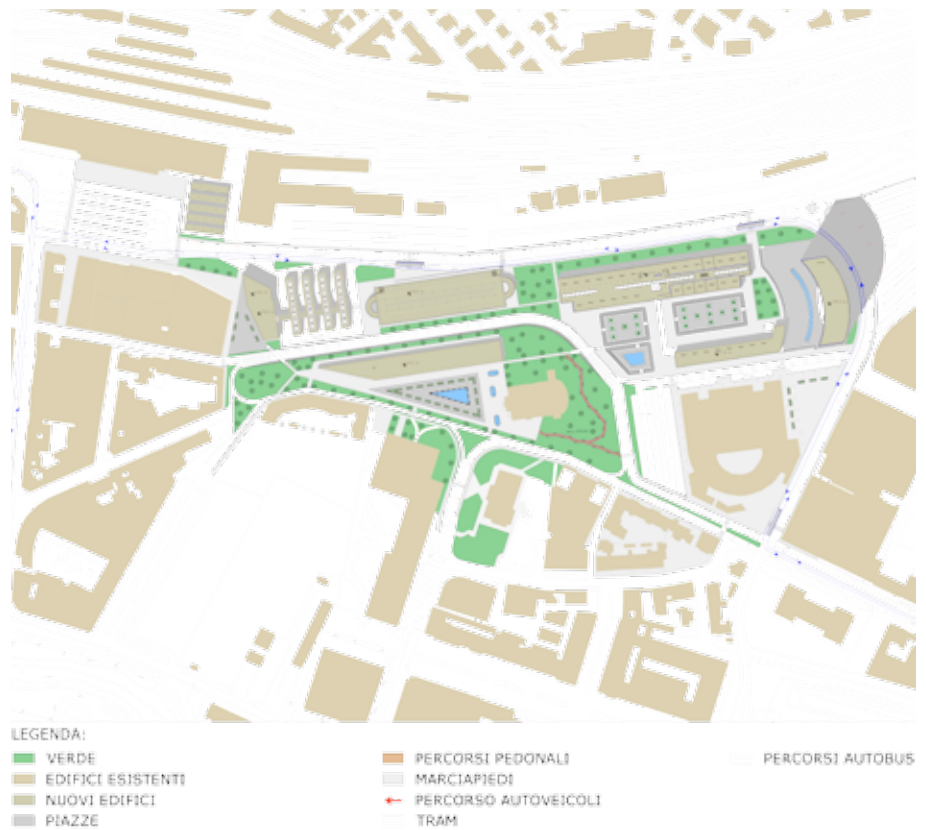 LEGENDA:
VERDE
EDIFICI ESISTENTI
NUOVI EDIFICI
PIAZZE
PERCORSI PEDONALI
MARCIAPIEDI
PERCORSO AUTOVEICOLI
TRAM
PERCORSI AUTOBUS